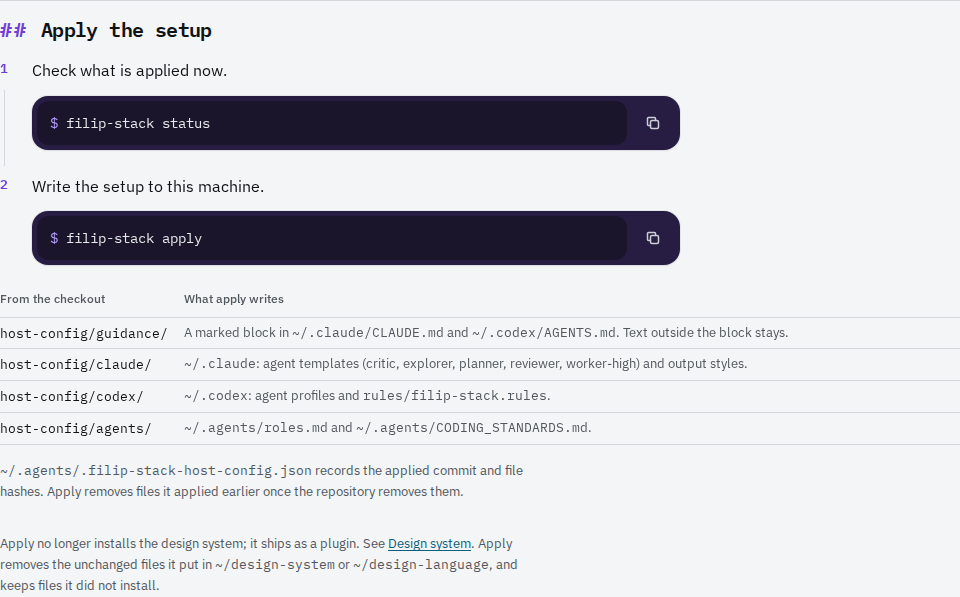 ## Apply the setup
1 Check what is applied now.
$ filip-stack status
2 Write the setup to this machine.
$ filip-stack apply
From the checkout What apply writes
host-config/guidance/ A marked block in ~/.claude/CLAUDE.md and ~/.codex/AGENTS.md. Text outside the block stays.
host-config/claude/ ~/.claude: agent templates (critic, explorer, planner, reviewer, worker-high) and output styles.
host-config/codex/ ~/.codex: agent profiles and rules/filip-stack.rules.
host-config/agents/ ~/.agents/roles.md and ~/.agents/CODING_STANDARDS.md.
~/.agents/.filip-stack-host-config.json records the applied commit and file
hashes. Apply removes files it applied earlier once the repository removes them.
Apply no longer installs the design system; it ships as a plugin. See Design system. Apply
removes the unchanged files it put in ~/design-system or ~/design-language, and
keeps files it did not install.